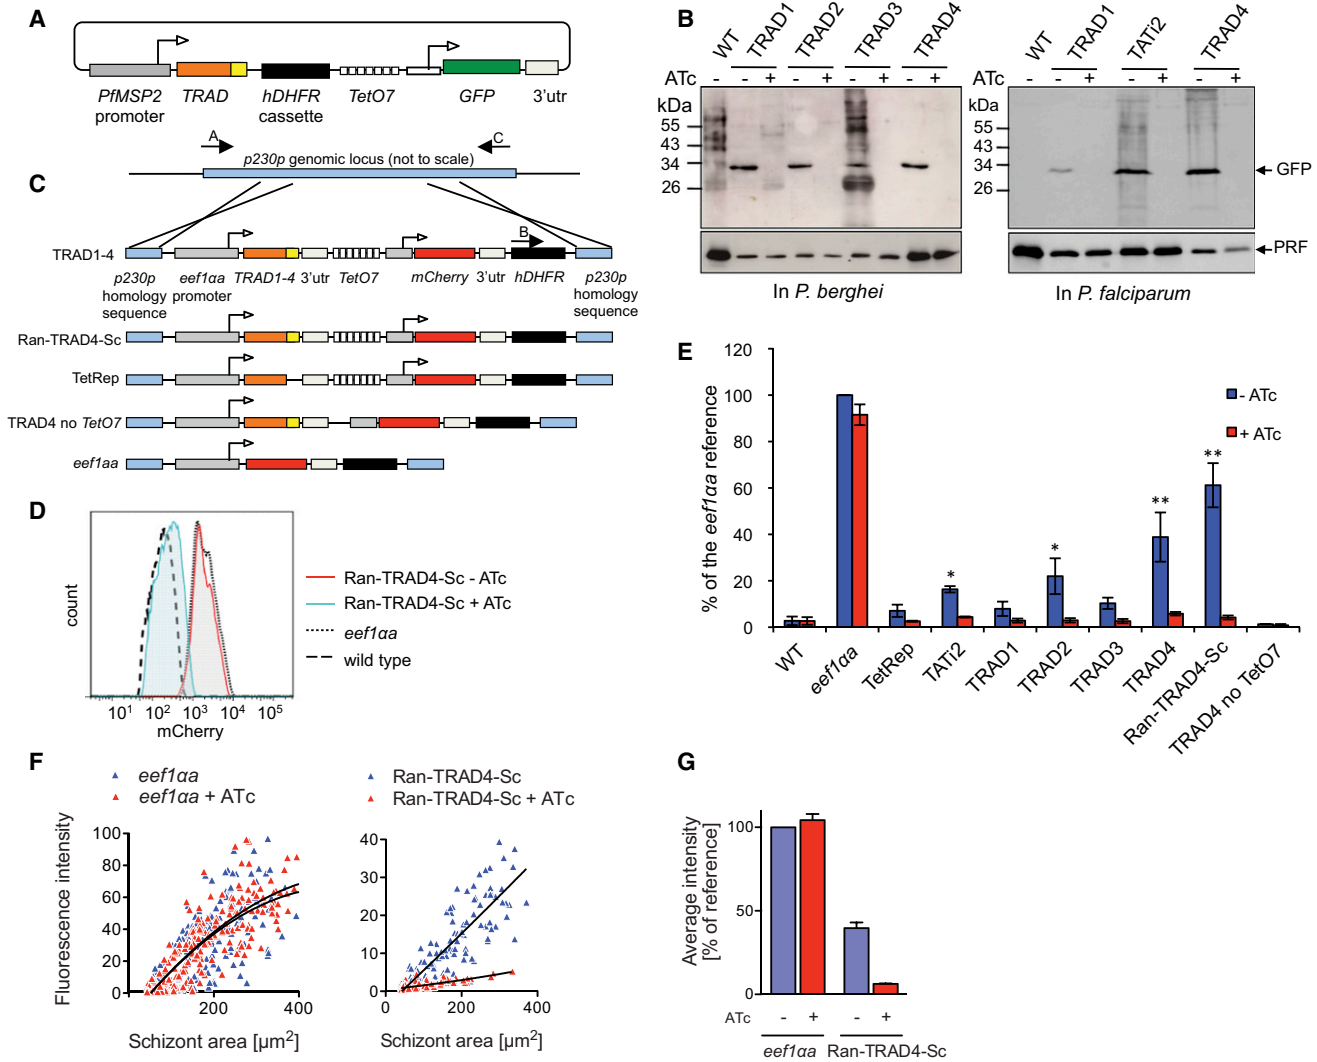 A
PfMSP2
promoter
TRAD
hDHFR
cassette
TetO7
GFP
3'utr
A
C
p230p genomic locus (not to scale)
C
TRAD1-4
B
p230p
homology
sequence
eef1αa
promoter
TRAD1-4
3'utr
TetO7
mCherry
3'utr
hDHFR
p230p
homology
sequence
Ran-TRAD4-Sc
TetRep
TRAD4 no TetO7
eef1aa
B
WT
TRAD1
TRAD2
TRAD3
TRAD4
ATc
- - + - + - + - +
kDa
55
43
34
26
In P. berghei
WT
TRAD1
TATi2
TRAD4
ATc
- - + - + - +
kDa
55
43
34
26
GFP
PRF
In P. falciparum
D
count
10¹ 10² 10³ 10⁴ 10⁵
mCherry
Ran-TRAD4-Sc - ATc
Ran-TRAD4-Sc + ATc
eef1αa
wild type
E
% of the eef1αa reference
120
100
80
60
40
20
0
- ATc
+ ATc
*
*
**
**
WT
eef1αa
TetRep
TATi2
TRAD1
TRAD2
TRAD3
TRAD4
Ran-TRAD4-Sc
TRAD4 no TetO7
F
eef1αa
eef1αa + ATc
Fluorescence intensity
100
80
60
40
20
0
200 400
Schizont area [µm²]
Ran-TRAD4-Sc
Ran-TRAD4-Sc + ATc
40
30
20
10
0
0 200 400
Schizont area [µm²]
G
Average intensity
[% of reference]
100
50
0
ATc - + - +
eef1αa Ran-TRAD4-Sc